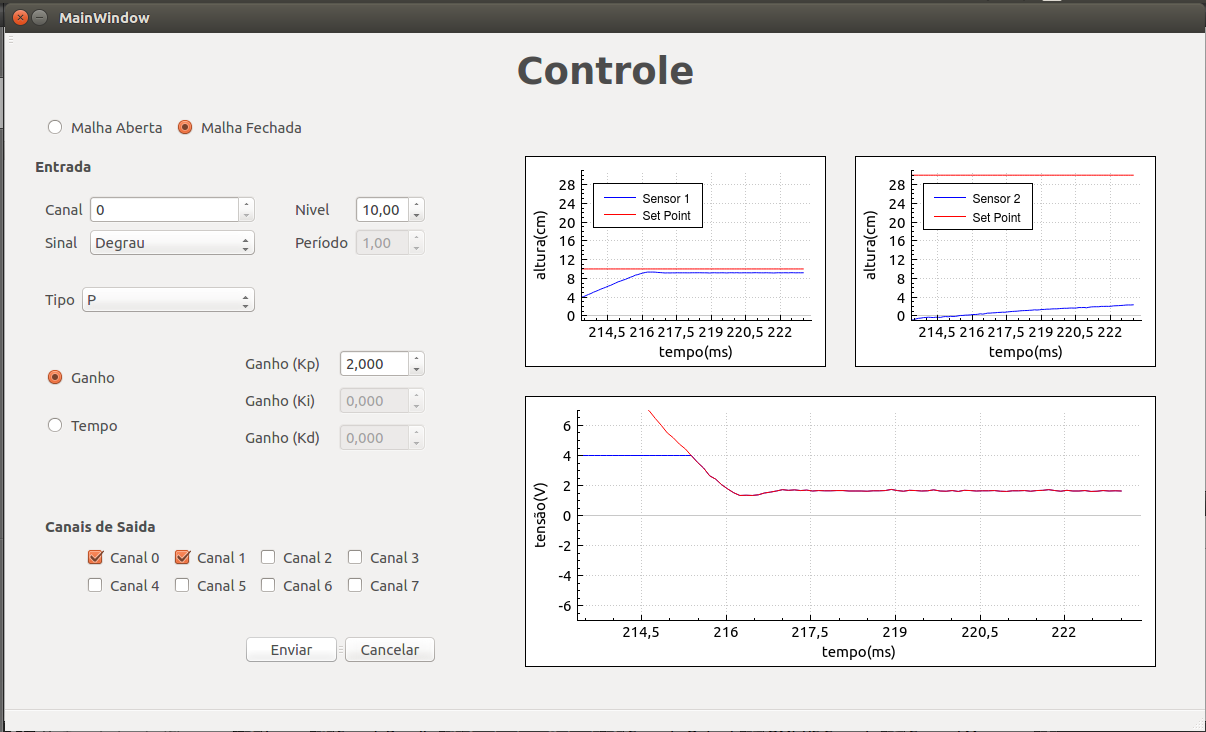 MainWindow
Controle
Malha Aberta Malha Fechada
Entrada
Canal 0 Nivel 10,00
Sinal Degrau Período 1,00
Tipo P
Ganho Ganho (Kp) 2,000
Ganho (Ki) 0,000
Tempo Ganho (Kd) 0,000
Canais de Saida
Canal 0 Canal 1 Canal 2 Canal 3
Canal 4 Canal 5 Canal 6 Canal 7
Enviar Cancelar
altura(cm)
28
24
20
16
12
8
4
0
Sensor 1
Set Point
214,5 216 217,5 219 220,5 222
tempo(ms)
altura(cm)
28
24
20
16
12
8
4
0
Sensor 2
Set Point
214,5 216 217,5 219 220,5 222
tempo(ms)
tensão(V)
6
4
2
0
-2
-4
-6
214,5 216 217,5 219 220,5 222
tempo(ms)